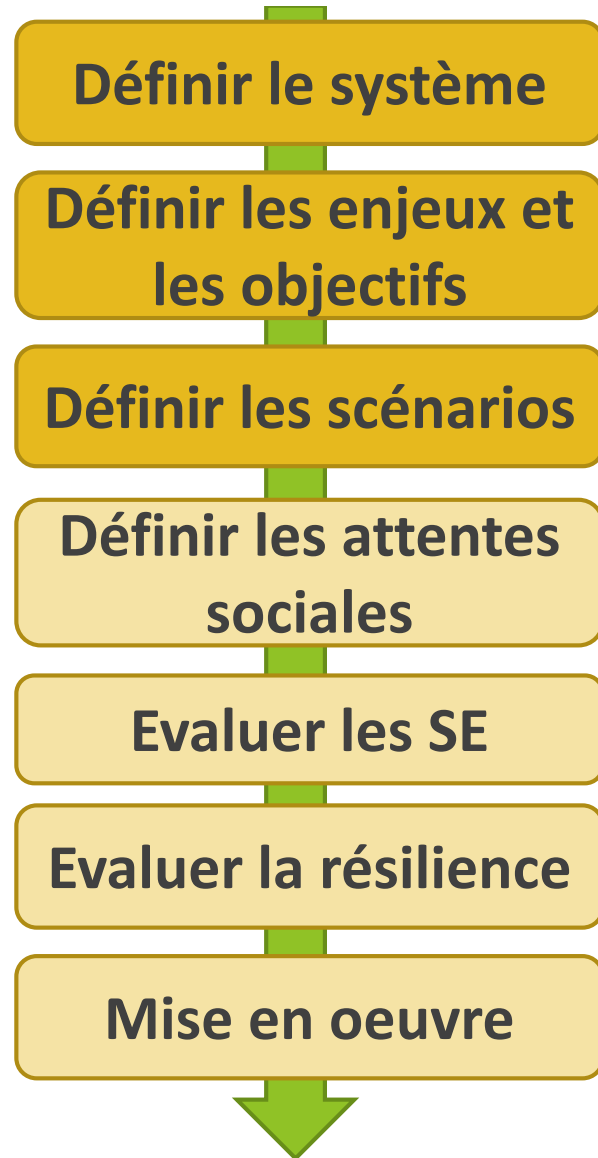 Définir le système
Définir les enjeux et
les objectifs
Définir les scénarios
Définir les attentes
sociales
Evaluer les SE
Evaluer la résilience
Mise en oeuvre